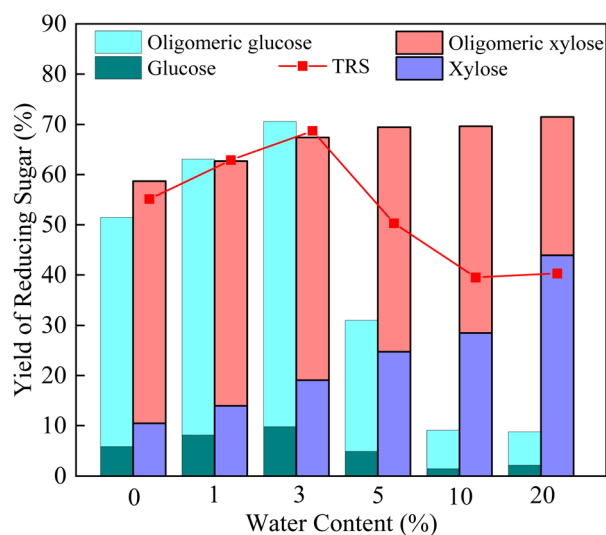 Yield of Reducing Sugar (%)
90
80
70
60
50
40
30
20
10
0
Oligomeric glucose
Oligomeric xylose
Glucose
TRS
Xylose
0 1 3 5 10 20
Water Content (%)